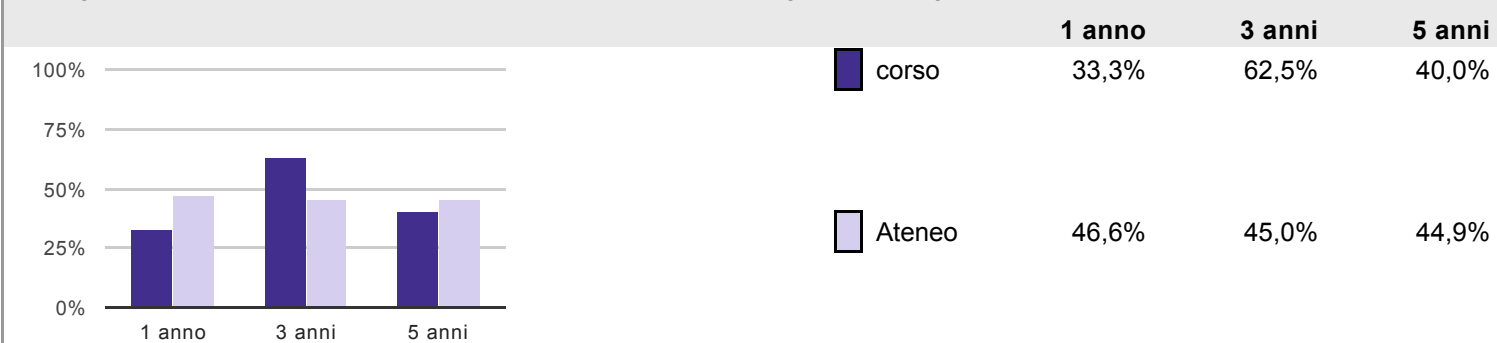 1 anno 3 anni 5 anni
100%
75%
50%
25%
0%
1 anno 3 anni 5 anni
corso 33,3% 62,5% 40,0%
Ateneo 46,6% 45,0% 44,9%